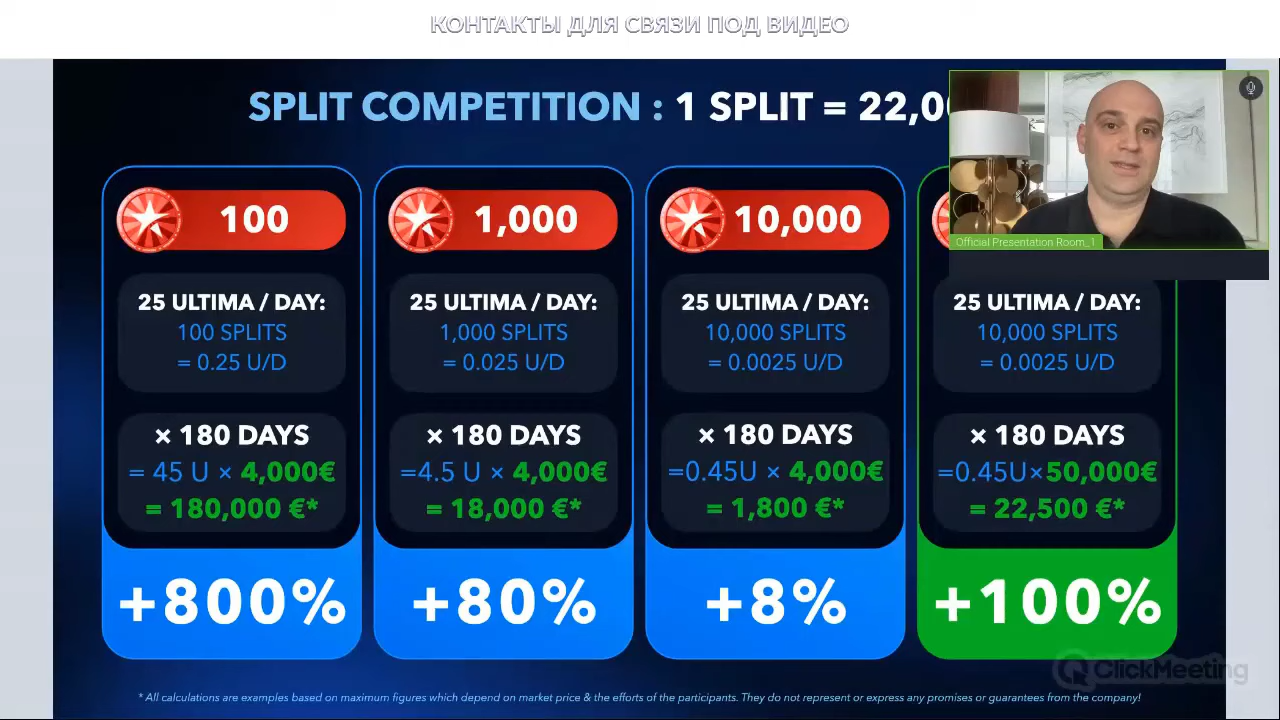 КОНТАКТЫ ДЛЯ СВЯЗИ ПОД ВИДЕО
SPLIT COMPETITION : 1 SPLIT =
Official Presentation Room_1
100
25 ULTIMA / DAY:
100 SPLITS
= 0.25 U/D
× 180 DAYS
= 45 U × 4,000€
= 180,000 €*
+800%
1,000
25 ULTIMA / DAY:
1,000 SPLITS
= 0.025 U/D
× 180 DAYS
=4.5 U × 4,000€
= 18,000 €*
+80%
10,000
25 ULTIMA / DAY:
10,000 SPLITS
= 0.0025 U/D
× 180 DAYS
=0.45U × 4,000€
= 1,800 €*
+8%
25 ULTIMA / DAY:
10,000 SPLITS
= 0.0025 U/D
× 180 DAYS
=0.45U×50,000€
= 22,500 €*
+100%
ClickMeeting
* All calculations are examples based on maximum figures which depend on market price & the efforts of the participants. They do not represent or express any promises or guarantees from the company!